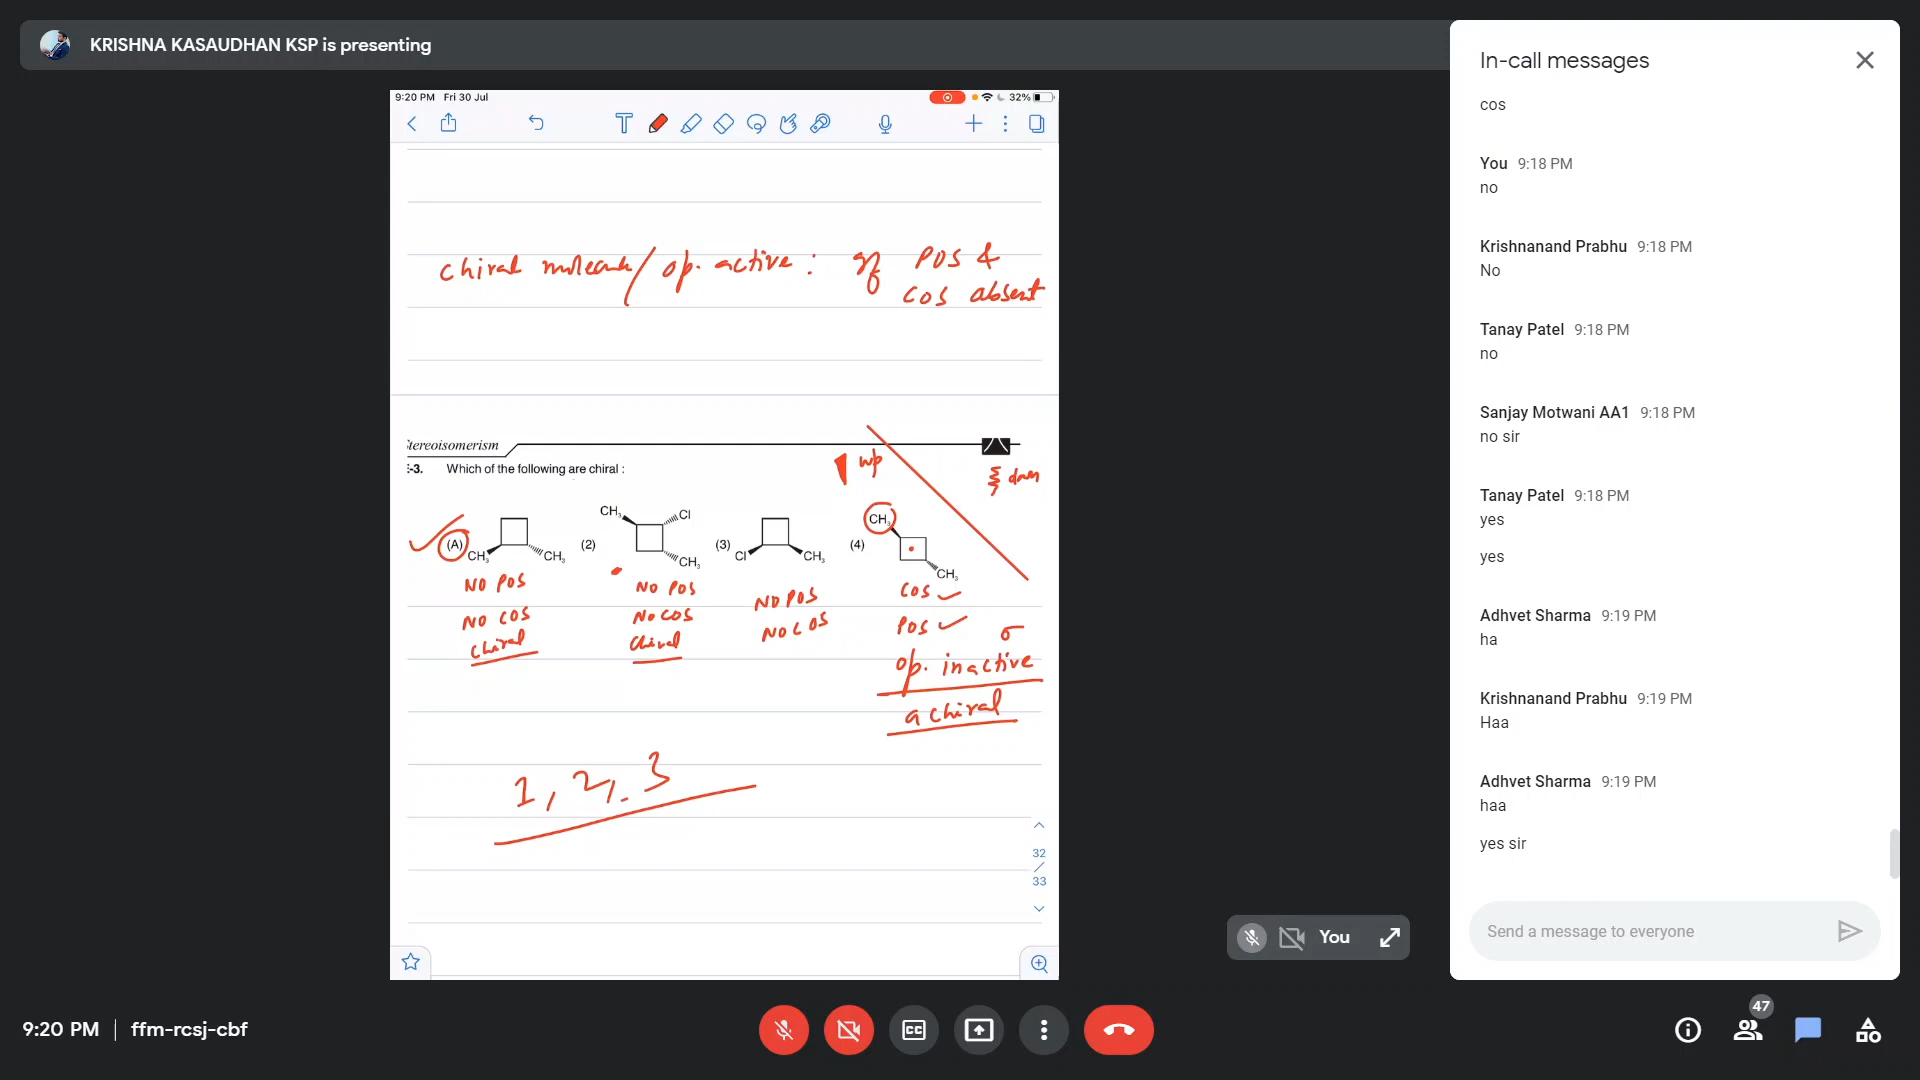 KRISHNA KASAUDHAN KSP is presenting
9:20 PM Fri 30 Jul
32%
T
chiral molecule/ op. active : if POS &
COS absent
tereoisomerism
-3. Which of the following are chiral :
wp
dash
(A) CH3 CH3
(2) CH3 Cl CH3
(3) Cl CH3
(4) CH3 CH3
NO POS
NO COS
chiral
NO POS
NO COS
chiral
NO POS
NO COS
COS ✓
POS ✓ σ
op. inactive
achiral
1, 2, 3
32
33
You
In-call messages
cos
You 9:18 PM
no
Krishnanand Prabhu 9:18 PM
No
Tanay Patel 9:18 PM
no
Sanjay Motwani AA1 9:18 PM
no sir
Tanay Patel 9:18 PM
yes
yes
Adhvet Sharma 9:19 PM
ha
Krishnanand Prabhu 9:19 PM
Haa
Adhvet Sharma 9:19 PM
haa
yes sir
Send a message to everyone
9:20 PM | ffm-rcsj-cbf
CC
47